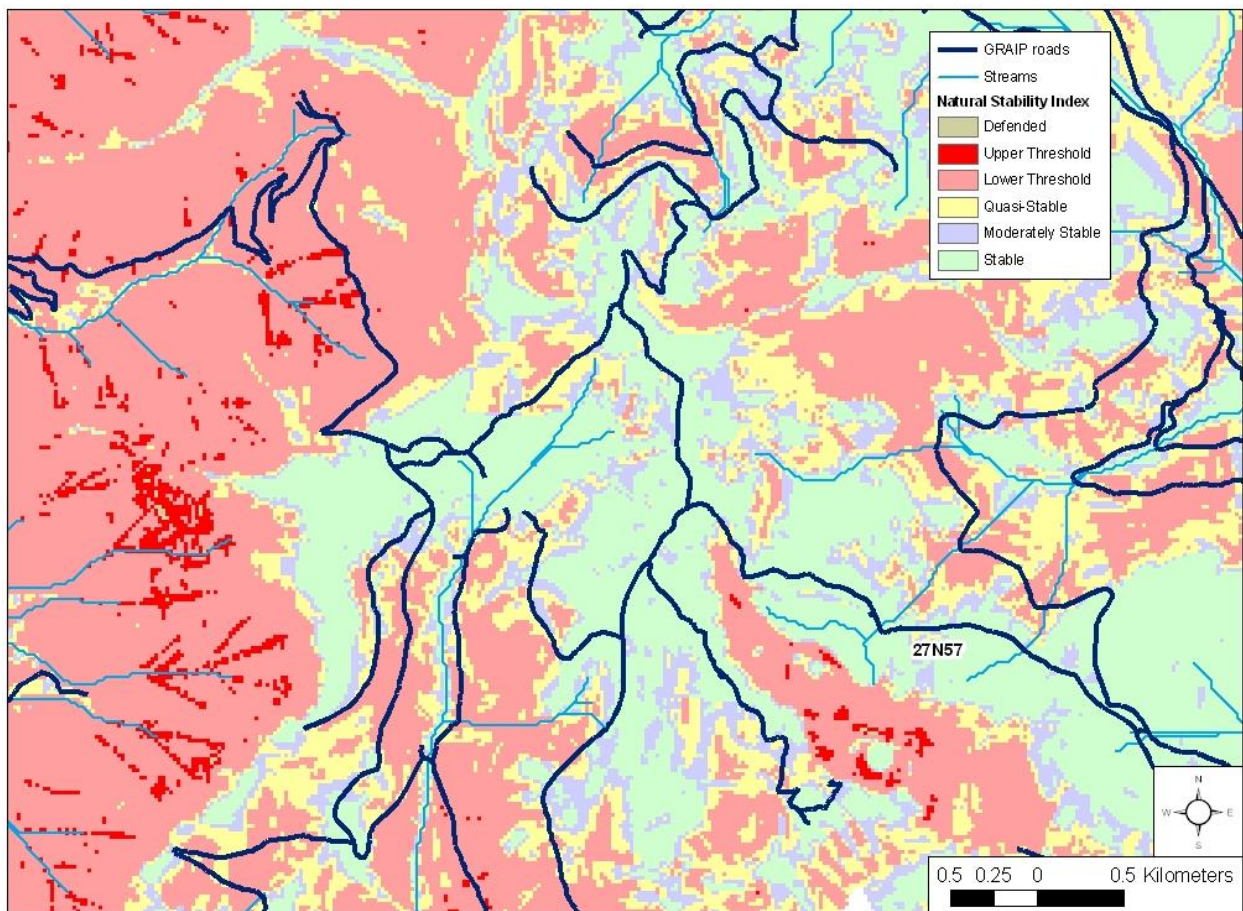 GRAIP roads
Streams
Natural Stability Index
Defended
Upper Threshold
Lower Threshold
Quasi-Stable
Moderately Stable
Stable
27N57
N
W E
S
0.5 0.25 0 0.5 Kilometers